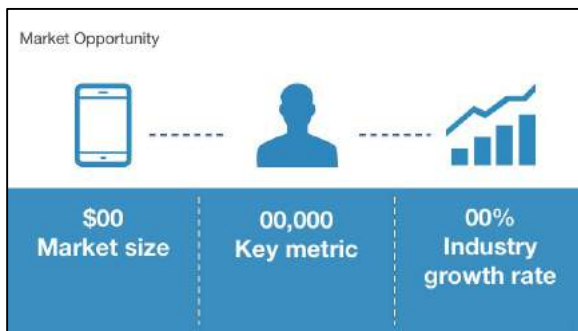 Market Opportunity
$00
Market size
00,000
Key metric
00%
Industry
growth rate